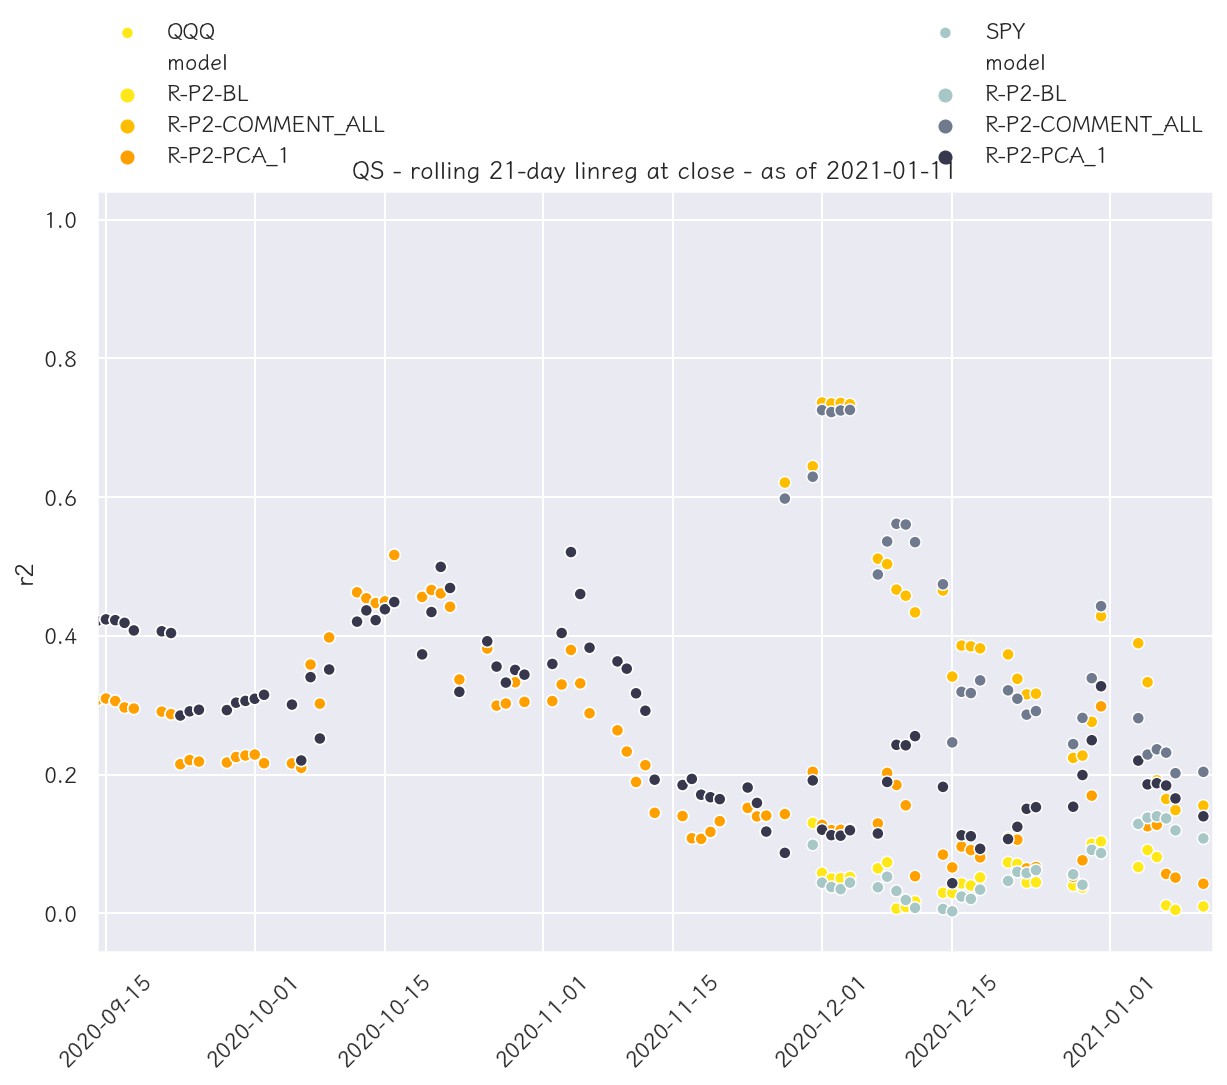 QQQ
model
R-P2-BL
R-P2-COMMENT_ALL
R-P2-PCA_1
SPY
model
R-P2-BL
R-P2-COMMENT_ALL
R-P2-PCA_1
QS - rolling 21-day linreg at close - as of 2021-01-11
1.0
0.8
0.6
0.4
0.2
0.0
r2
2020-09-15
2020-10-01
2020-10-15
2020-11-01
2020-11-15
2020-12-01
2020-12-15
2021-01-01